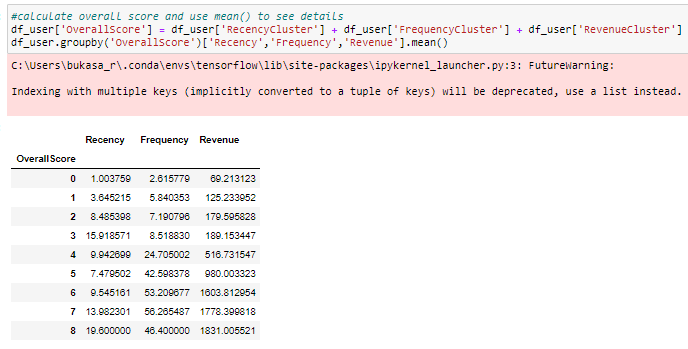 #calculate overall score and use mean() to see details
df_user['OverallScore'] = df_user['RecencyCluster'] + df_user['FrequencyCluster'] + df_user['RevenueCluster']
df_user.groupby('OverallScore')['Recency','Frequency','Revenue'].mean()
C:\Users\bukasa_r\.conda\envs\tensorflow\lib\site-packages\ipykernel_launcher.py:3: FutureWarning:
Indexing with multiple keys (implicitly converted to a tuple of keys) will be deprecated, use a list instead.
Recency Frequency Revenue
OverallScore
0 1.003759 2.615779 69.213123
1 3.645215 5.840353 125.233952
2 8.485398 7.190796 179.595828
3 15.918571 8.518830 189.153447
4 9.942699 24.705002 516.731547
5 7.479502 42.598378 980.003323
6 9.545161 53.209677 1603.812954
7 13.982301 56.265487 1778.399818
8 19.600000 46.400000 1831.005521